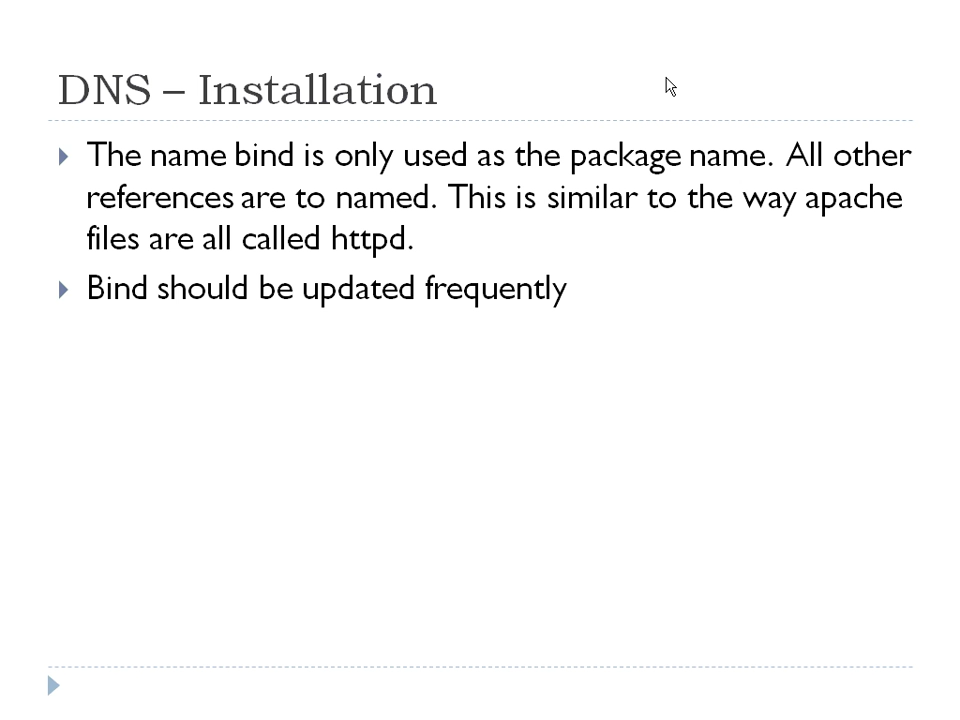 DNS – Installation
The name bind is only used as the package name.  All other
references are to named.  This is similar to the way apache
files are all called httpd.
Bind should be updated frequently